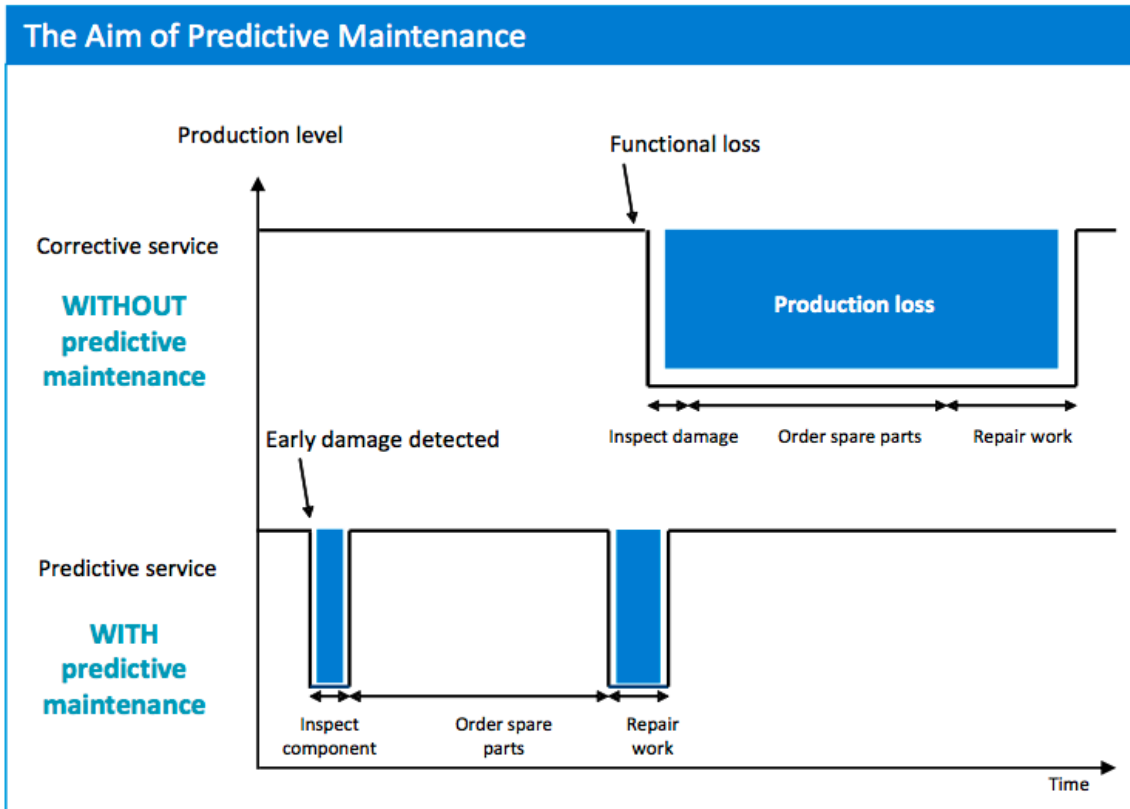 The Aim of Predictive Maintenance
Production level
Functional loss
Corrective service
WITHOUT
predictive
maintenance
Production loss
Inspect damage
Order spare parts
Repair work
Early damage detected
Predictive service
WITH
predictive
maintenance
Inspect
component
Order spare
parts
Repair
work
Time